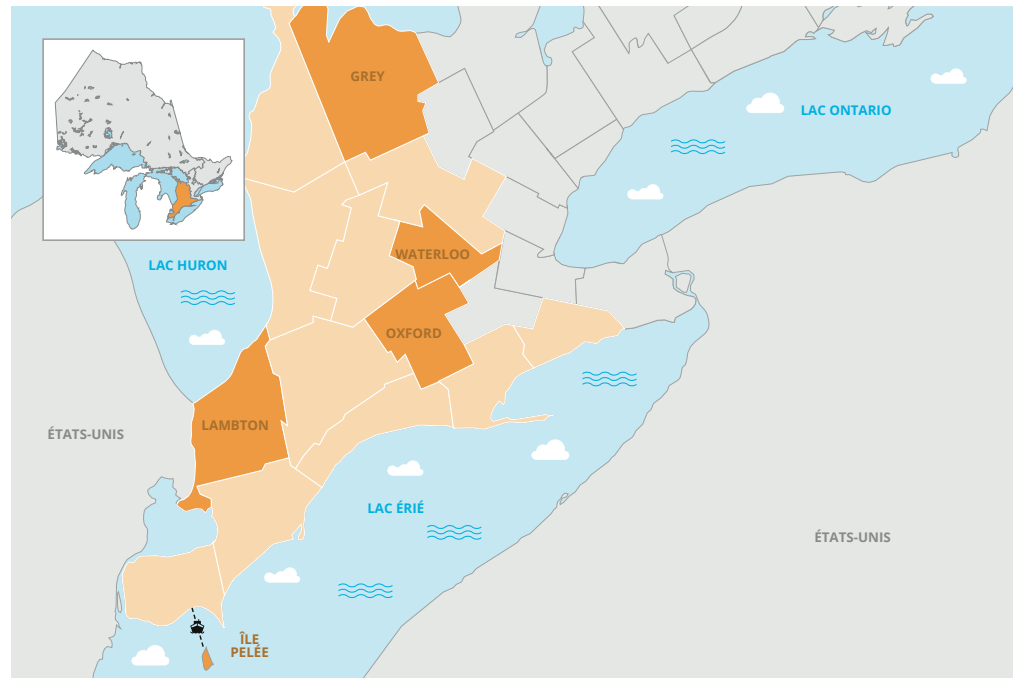 GREY
LAC ONTARIO
WATERLOO
LAC HURON
OXFORD
LAMBTON
ÉTATS-UNIS
LAC ÉRIÉ
ÉTATS-UNIS
ÎLE
PELÉE